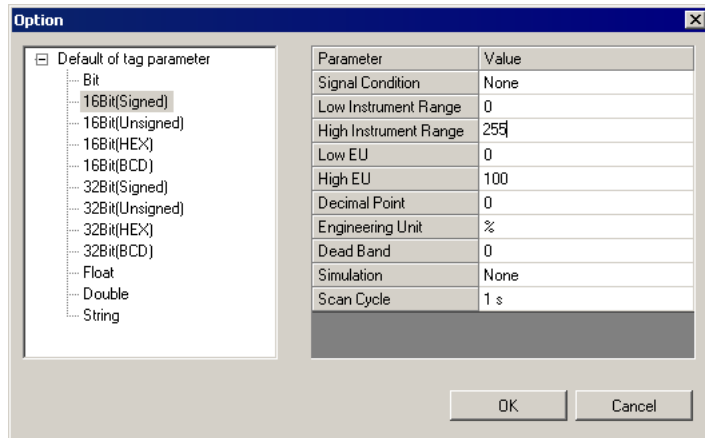 Option
Default of tag parameter
Bit
16Bit(Signed)
16Bit(Unsigned)
16Bit(HEX)
16Bit(BCD)
32Bit(Signed)
32Bit(Unsigned)
32Bit(HEX)
32Bit(BCD)
Float
Double
String
Parameter Value
Signal Condition None
Low Instrument Range 0
High Instrument Range 255
Low EU 0
High EU 100
Decimal Point 0
Engineering Unit %
Dead Band 0
Simulation None
Scan Cycle 1 s
OK Cancel